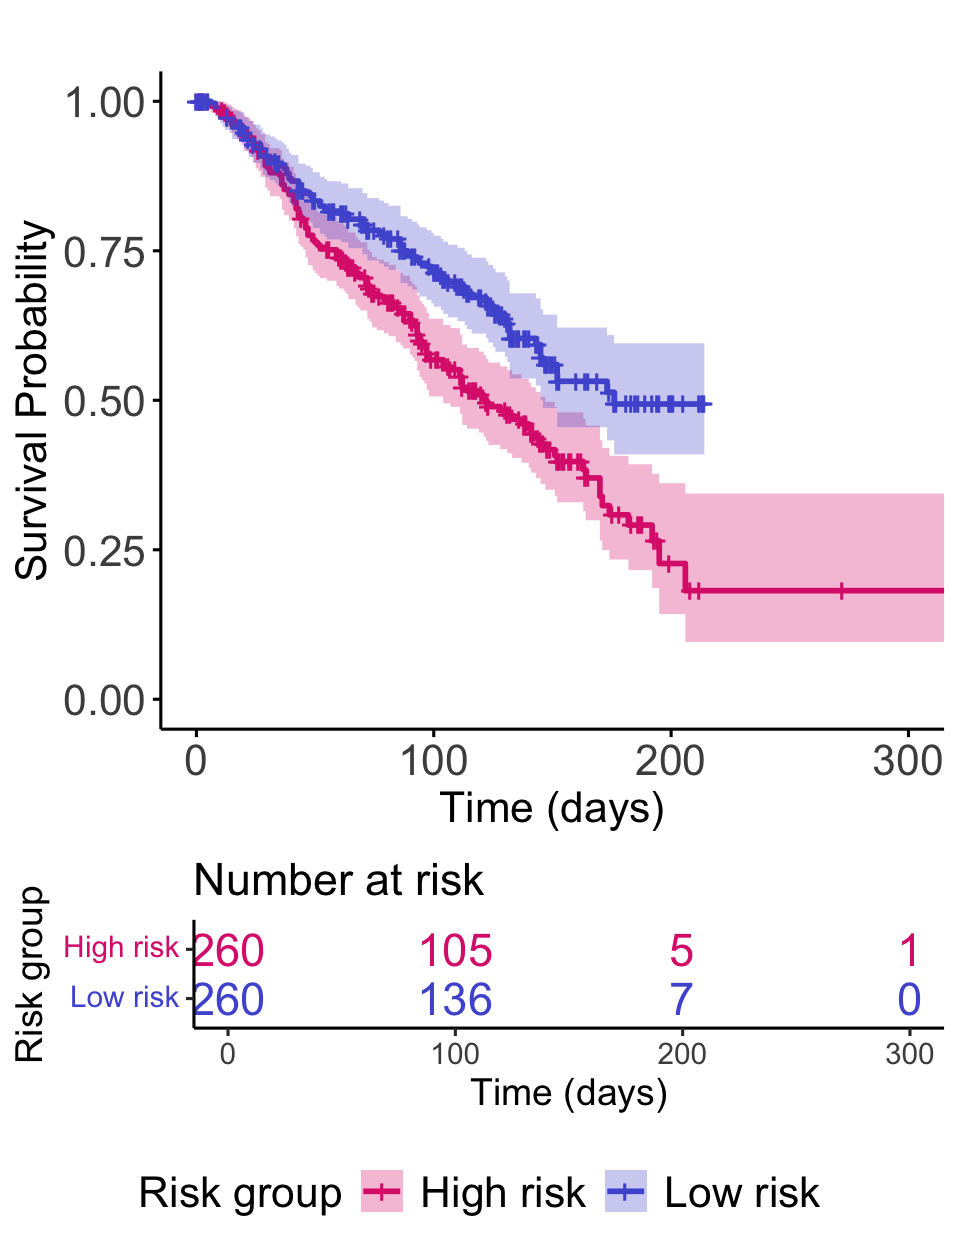 1.00
0.75
0.50
0.25
0.00
Survival Probability
0 100 200 300
Time (days)
Number at risk
Risk group
High risk 260 105 5 1
Low risk 260 136 7 0
0 100 200 300
Time (days)
Risk group High risk Low risk